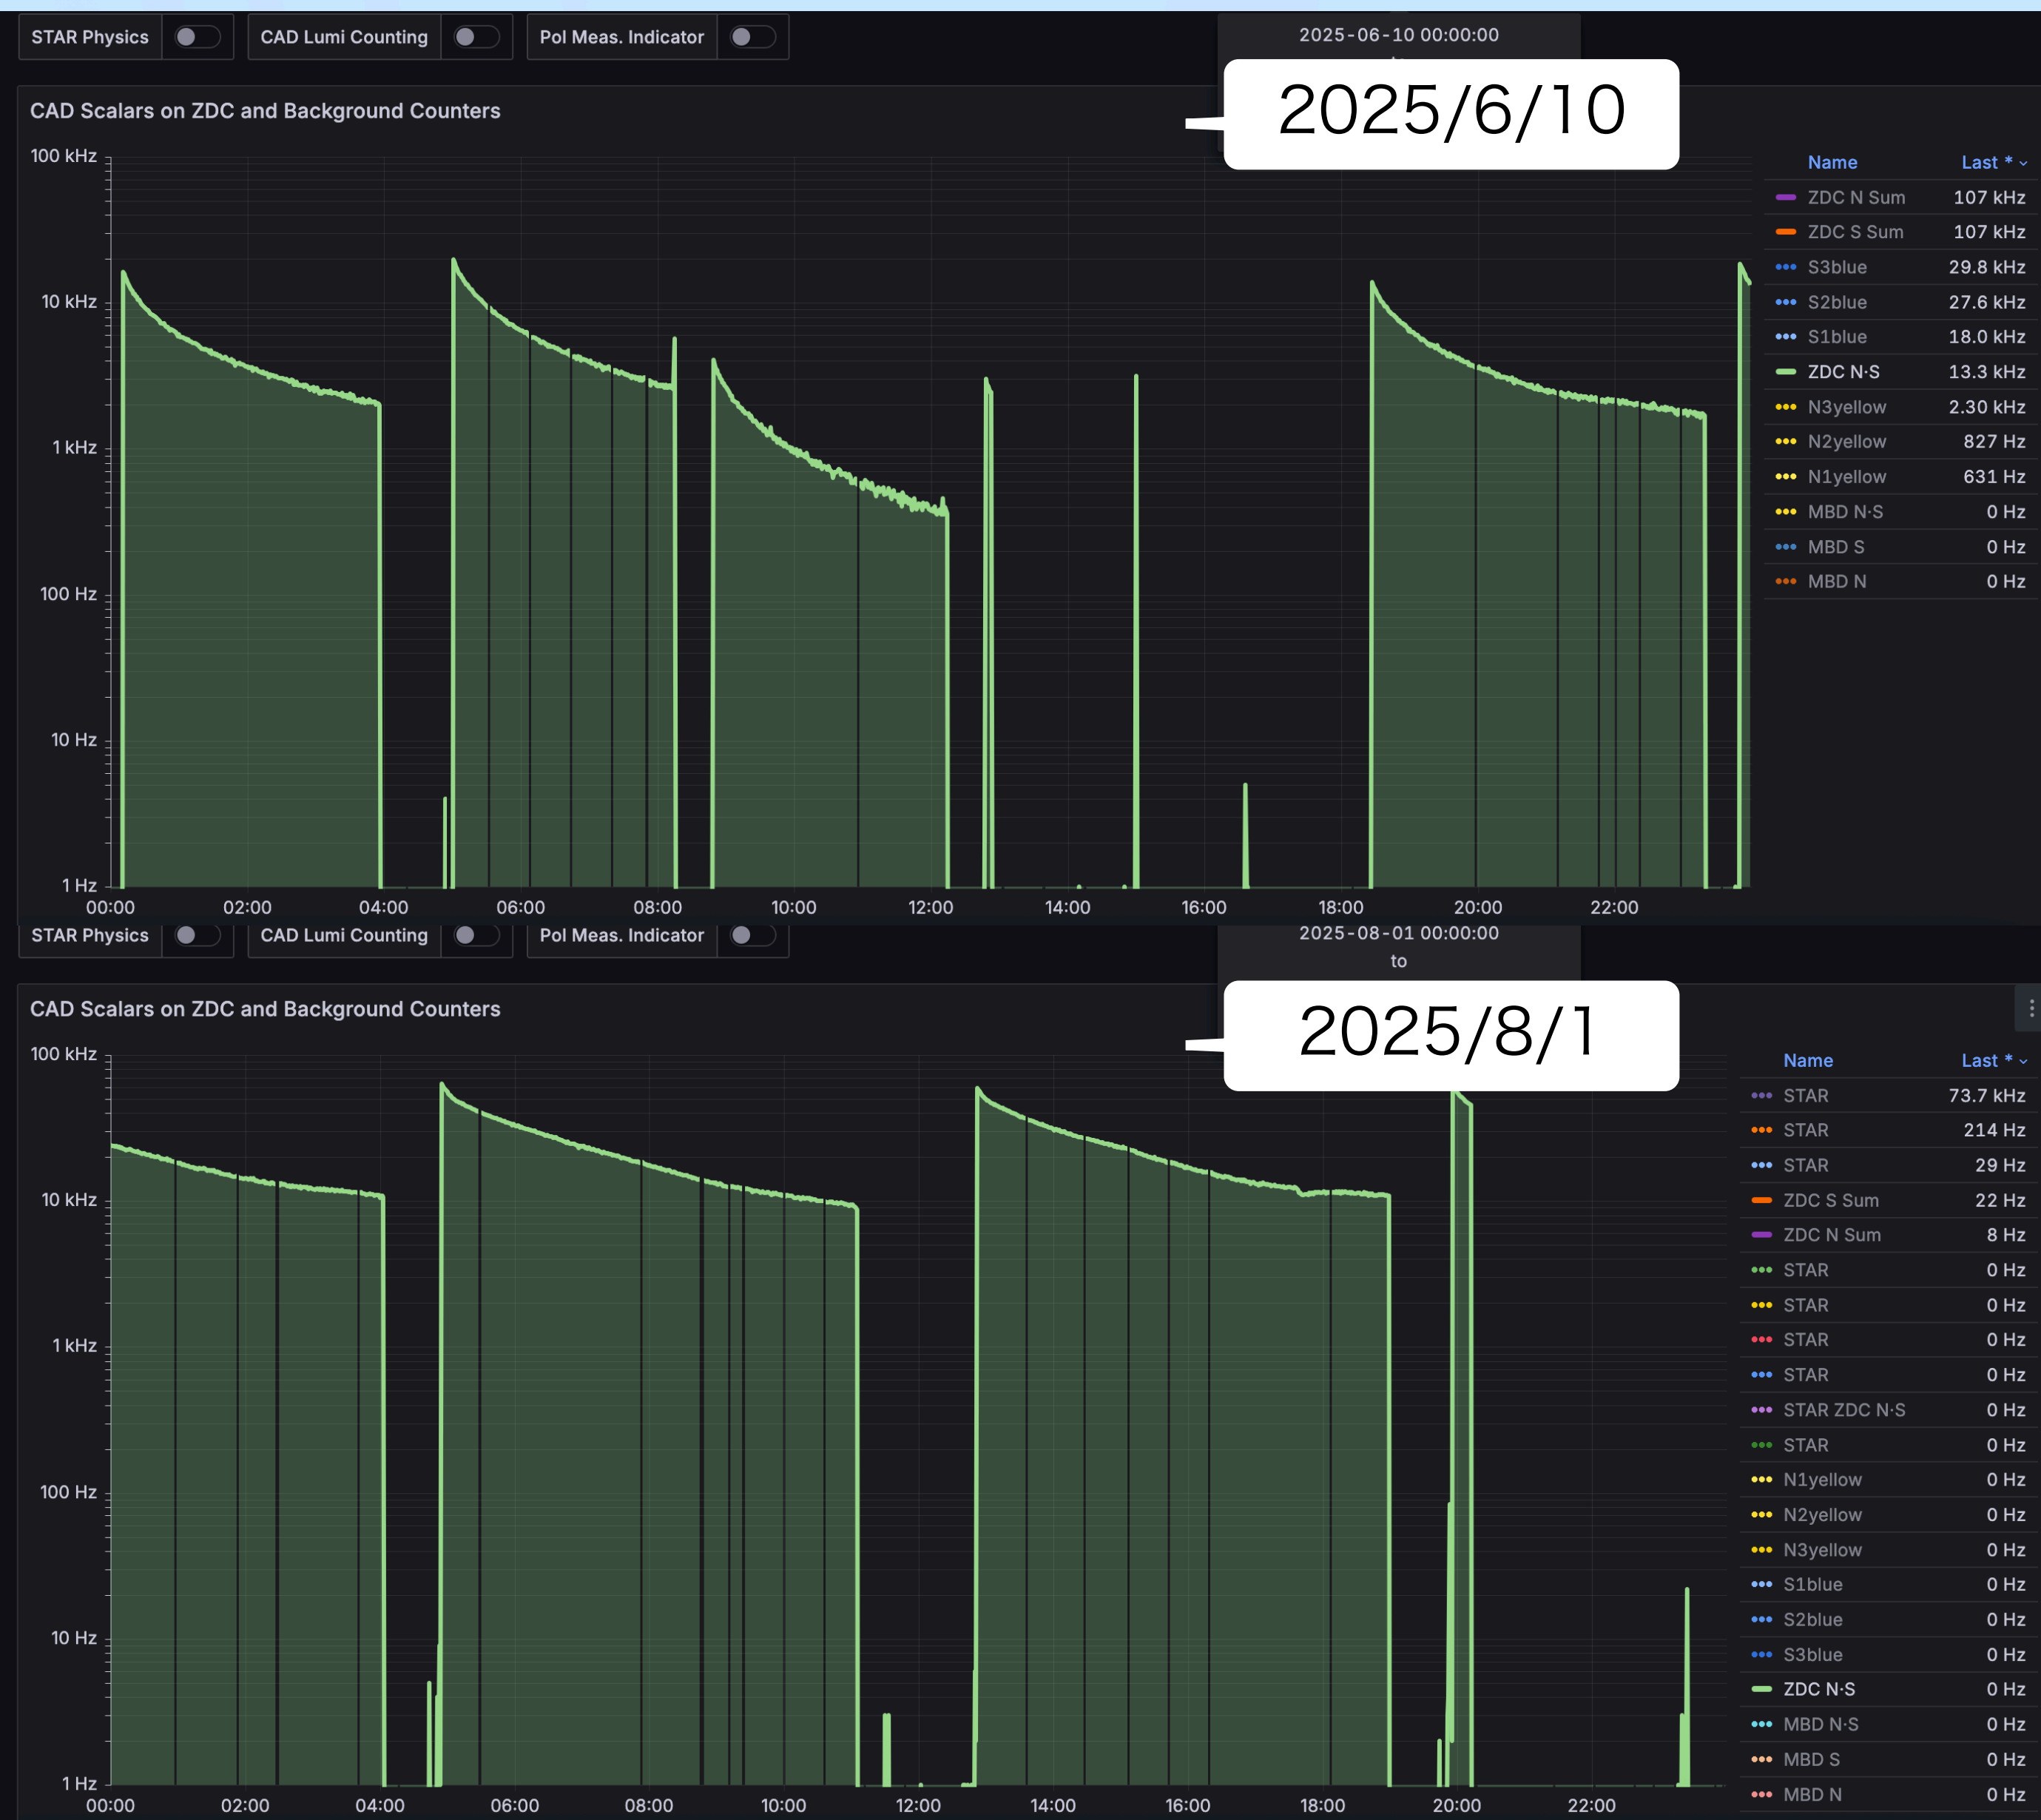 STAR Physics CAD Lumi Counting Pol Meas. Indicator 2025-06-10 00:00:00
2025/6/10
CAD Scalars on ZDC and Background Counters
100 kHz
10 kHz
1 kHz
100 Hz
10 Hz
1 Hz
00:00 02:00 04:00 06:00 08:00 10:00 12:00 14:00 16:00 18:00 20:00 22:00
Name Last *
ZDC N Sum 107 kHz
ZDC S Sum 107 kHz
S3blue 29.8 kHz
S2blue 27.6 kHz
S1blue 18.0 kHz
ZDC N·S 13.3 kHz
N3yellow 2.30 kHz
N2yellow 827 Hz
N1yellow 631 Hz
MBD N·S 0 Hz
MBD S 0 Hz
MBD N 0 Hz
STAR Physics CAD Lumi Counting Pol Meas. Indicator 2025-08-01 00:00:00
to
2025/8/1
CAD Scalars on ZDC and Background Counters
100 kHz
10 kHz
1 kHz
100 Hz
10 Hz
1 Hz
00:00 02:00 04:00 06:00 08:00 10:00 12:00 14:00 16:00 18:00 20:00 22:00
Name Last *
STAR 73.7 kHz
STAR 214 Hz
STAR 29 Hz
ZDC S Sum 22 Hz
ZDC N Sum 8 Hz
STAR 0 Hz
STAR 0 Hz
STAR 0 Hz
STAR 0 Hz
STAR ZDC N·S 0 Hz
STAR 0 Hz
N1yellow 0 Hz
N2yellow 0 Hz
N3yellow 0 Hz
S1blue 0 Hz
S2blue 0 Hz
S3blue 0 Hz
ZDC N·S 0 Hz
MBD N·S 0 Hz
MBD S 0 Hz
MBD N 0 Hz